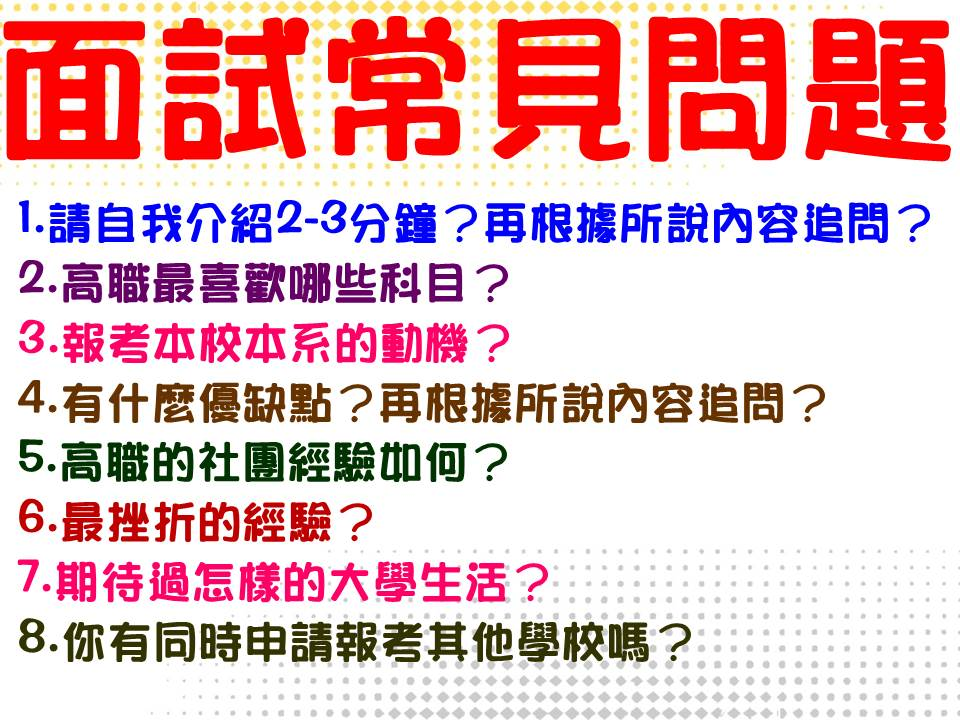 面試常見問題
1.請自我介紹2-3分鐘？再根據所說內容追問？
2.高職最喜歡哪些科目？
3.報考本校本系的動機？
4.有什麼優缺點？再根據所說內容追問？
5.高職的社團經驗如何？
6.最挫折的經驗？
7.期待過怎樣的大學生活？
8.你有同時申請報考其他學校嗎？